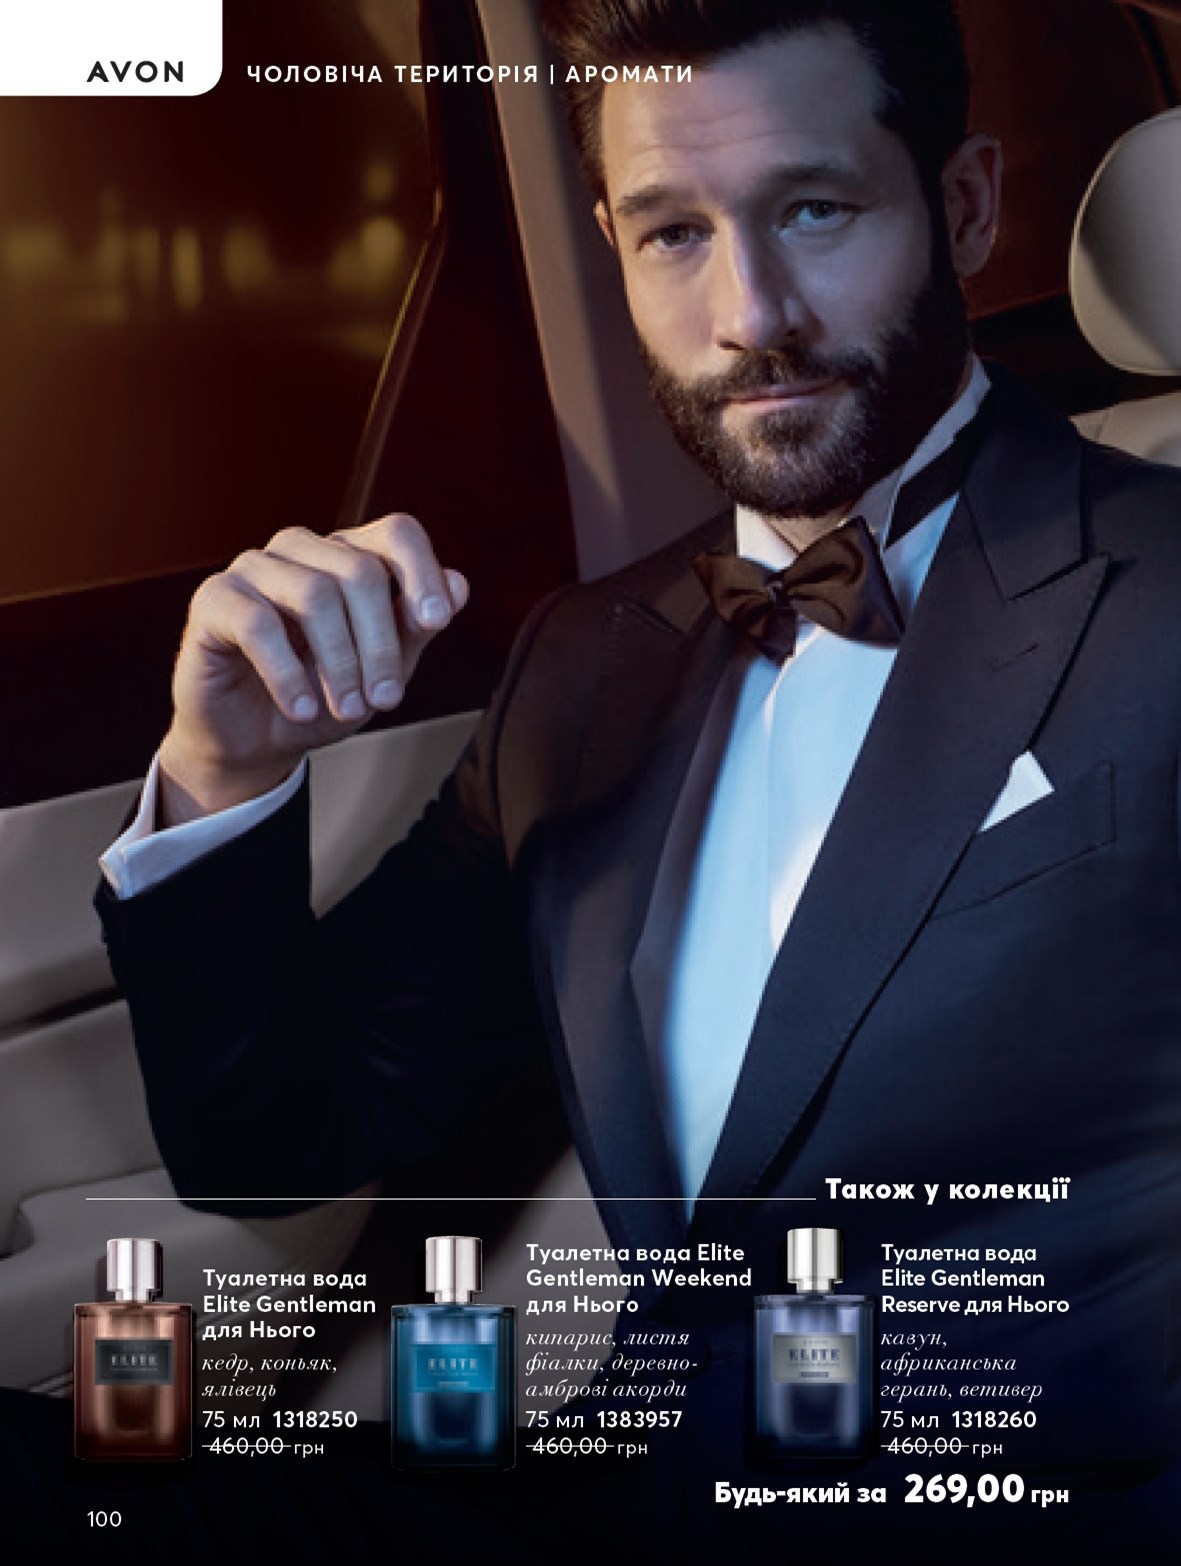 AVON
ЧОЛОВІЧА ТЕРИТОРІЯ | АРОМАТИ
Також у колекції
ELITE
Туалетна вода
Elite Gentleman
для Нього
кедр, коньяк,
ялівець
75 мл 1318250
460,00 грн
ELITE
Туалетна вода Elite
Gentleman Weekend
для Нього
кипарис, листя
фіалки, деревно-
амброві акорди
75 мл 1383957
460,00 грн
ELITE
Туалетна вода
Elite Gentleman
Reserve для Нього
кавун,
африканська
герань, ветивер
75 мл 1318260
460,00 грн
Будь-який за 269,00 грн
100